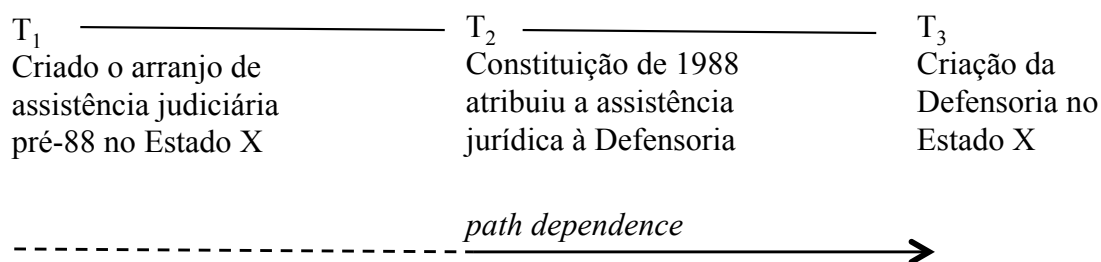 T1
Criado o arranjo de
assistência judiciária
pré-88 no Estado X
T2
Constituição de 1988
atribuiu a assistência
jurídica à Defensoria
T3
Criação da
Defensoria no
Estado X
path dependence